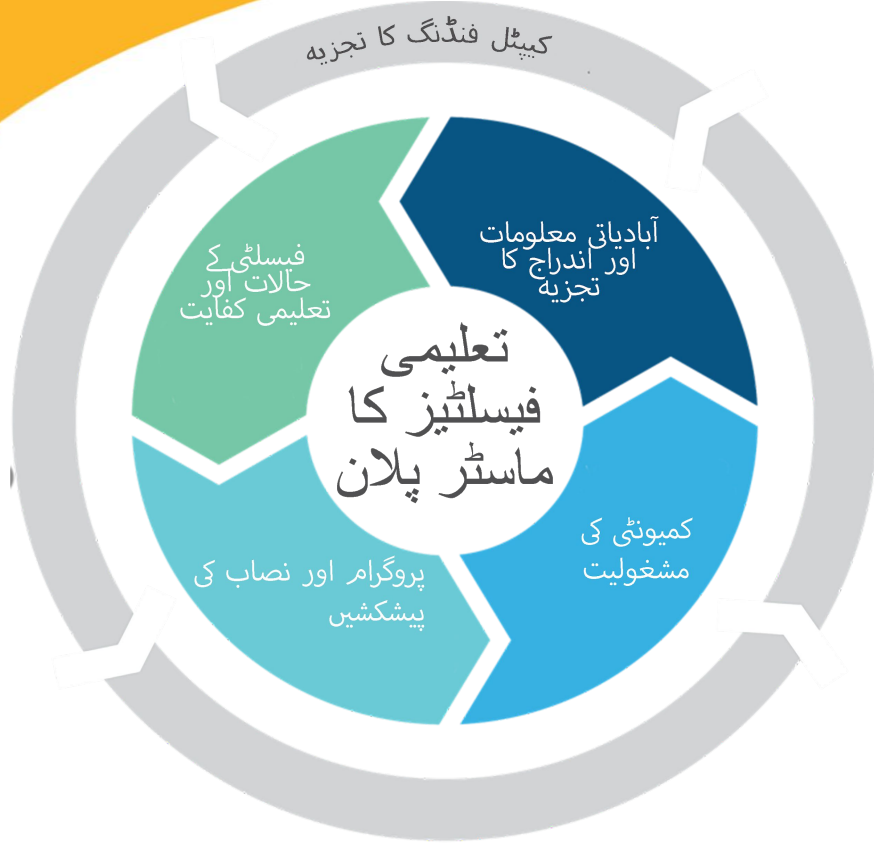 کیپٹل فنڈنگ کا تجزیہ
آبادیاتی معلومات
اور اندراج کا
تجزیہ
فیسلٹی کے
حالات اور
تعلیمی کفایت
تعلیمی
فیسلٹیز کا
ماسٹر پلان
کمیونٹی کی
مشغولیت
پروگرام اور نصاب کی
پیشکشیں